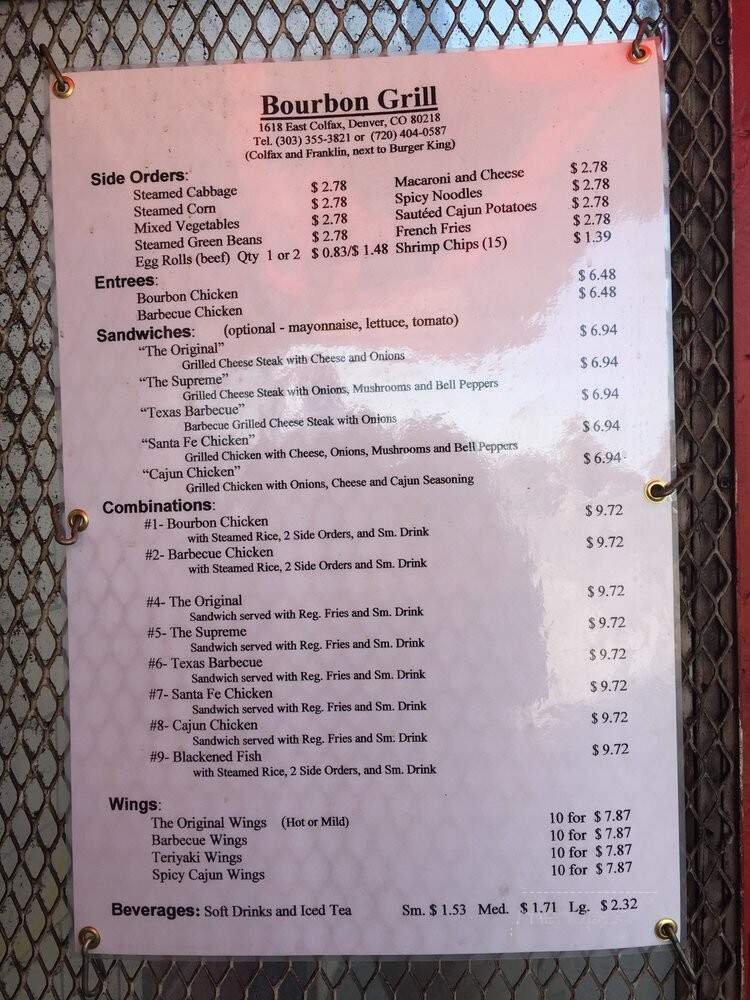 Bourbon Grill
1618 East Colfax, Denver, CO 80218
Tel. (303) 355-3821 or (720) 404-0587
(Colfax and Franklin, next to Burger King)
Side Orders:
Steamed Cabbage $ 2.78 Macaroni and Cheese $ 2.78
Steamed Corn $ 2.78 Spicy Noodles $ 2.78
Mixed Vegetables $ 2.78 Sautéed Cajun Potatoes $ 2.78
Steamed Green Beans $ 2.78 French Fries $ 2.78
Egg Rolls (beef) Qty 1 or 2 $ 0.83/$ 1.48 Shrimp Chips (15) $ 1.39
Entrees:
Bourbon Chicken $ 6.48
Barbecue Chicken $ 6.48
Sandwiches: (optional - mayonnaise, lettuce, tomato)
“The Original” $ 6.94
Grilled Cheese Steak with Cheese and Onions
“The Supreme” $ 6.94
Grilled Cheese Steak with Onions, Mushrooms and Bell Peppers
“Texas Barbecue” $ 6.94
Barbecue Grilled Cheese Steak with Onions
“Santa Fe Chicken” $ 6.94
Grilled Chicken with Cheese, Onions, Mushrooms and Bell Peppers
“Cajun Chicken” $ 6.94
Grilled Chicken with Onions, Cheese and Cajun Seasoning
Combinations:
#1- Bourbon Chicken $ 9.72
with Steamed Rice, 2 Side Orders, and Sm. Drink
#2- Barbecue Chicken $ 9.72
with Steamed Rice, 2 Side Orders and Sm. Drink
#4- The Original $ 9.72
Sandwich served with Reg. Fries and Sm. Drink
#5- The Supreme $ 9.72
Sandwich served with Reg. Fries and Sm. Drink
#6- Texas Barbecue $ 9.72
Sandwich served with Reg. Fries and Sm. Drink
#7- Santa Fe Chicken $ 9.72
Sandwich served with Reg. Fries and Sm. Drink
#8- Cajun Chicken $ 9.72
Sandwich served with Reg. Fries and Sm. Drink
#9- Blackened Fish $ 9.72
with Steamed Rice, 2 Side Orders, and Sm. Drink
Wings:
The Original Wings (Hot or Mild) 10 for $ 7.87
Barbecue Wings 10 for $ 7.87
Teriyaki Wings 10 for $ 7.87
Spicy Cajun Wings 10 for $ 7.87
Beverages: Soft Drinks and Iced Tea Sm. $ 1.53 Med. $ 1.71 Lg. $ 2.32